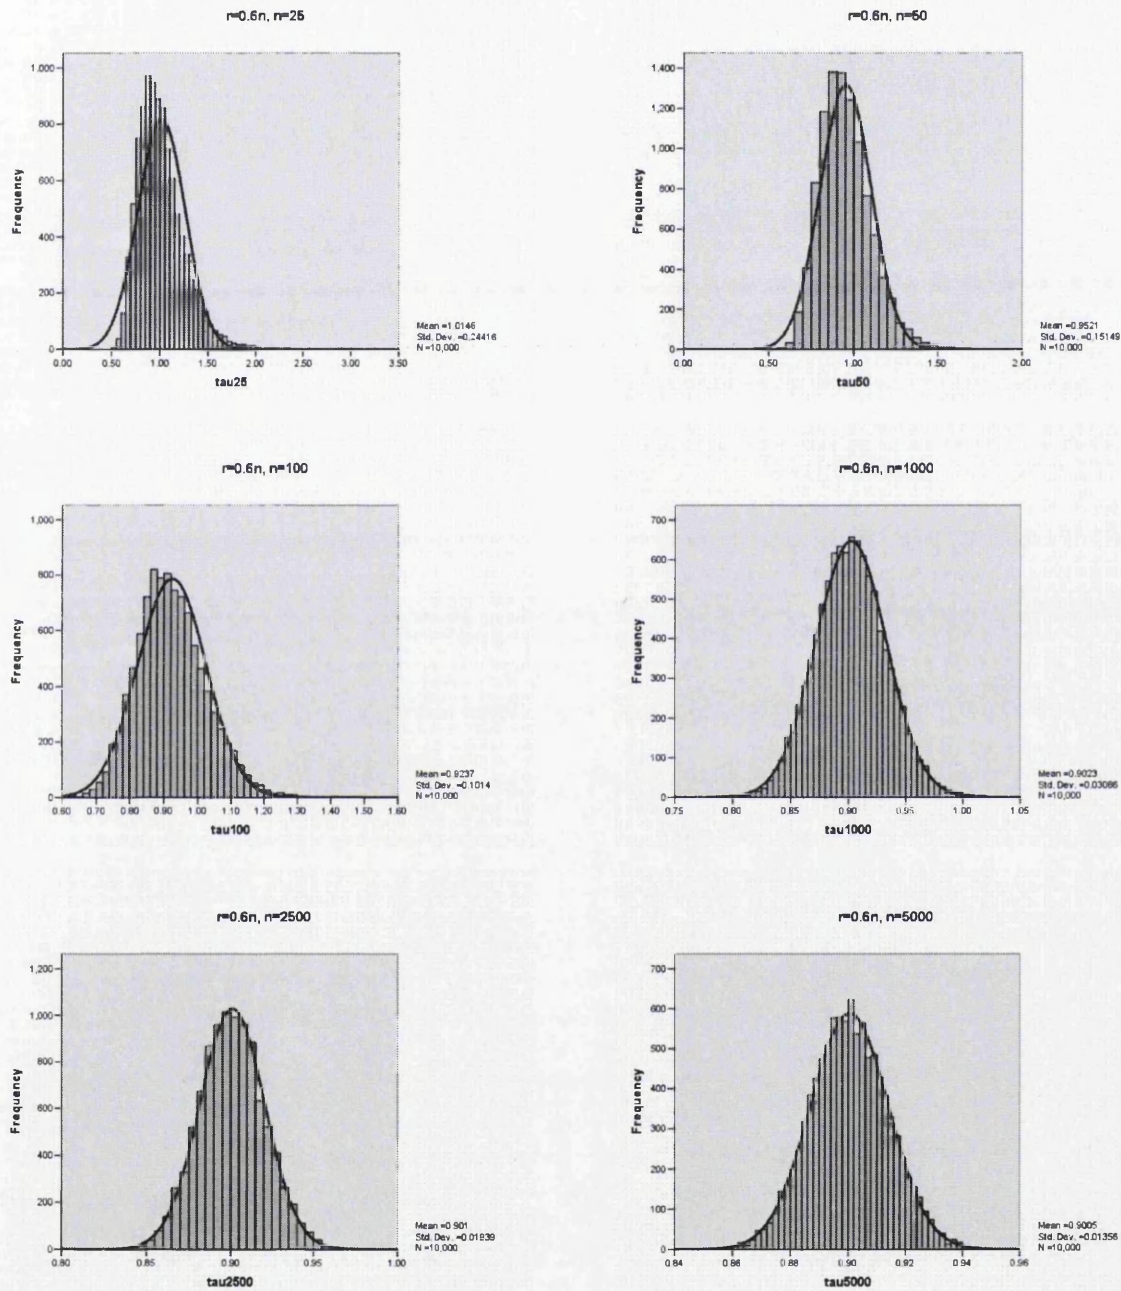 r=0.6n, n=25
1,000
800
600
400
200
0
Frequency
0.00 0.50 1.00 1.50 2.00 2.50 3.00 3.50
tau25
Mean =1.0146
Std. Dev. =0.24416
N =10,000
r=0.6n, n=50
1,400
1,200
1,000
800
600
400
200
0
Frequency
0.00 0.50 1.00 1.50 2.00
tau50
Mean =0.9521
Std. Dev. =0.15149
N =10,000
r=0.6n, n=100
1,000
800
600
400
200
0
Frequency
0.60 0.70 0.80 0.90 1.00 1.10 1.20 1.30 1.40 1.50 1.60
tau100
Mean =0.9237
Std. Dev. =0.1014
N =10,000
r=0.6n, n=1000
700
600
500
400
300
200
100
0
Frequency
0.75 0.80 0.85 0.90 0.95 1.00 1.05
tau1000
Mean =0.9023
Std. Dev. =0.03086
N =10,000
r=0.6n, n=2500
1,200
1,000
800
600
400
200
0
Frequency
0.80 0.85 0.90 0.95 1.00
tau2500
Mean =0.901
Std. Dev. =0.01939
N =10,000
r=0.6n, n=5000
700
600
500
400
300
200
100
0
Frequency
0.84 0.86 0.88 0.90 0.92 0.94 0.96
tau5000
Mean =0.9005
Std. Dev. =0.01356
N =10,000